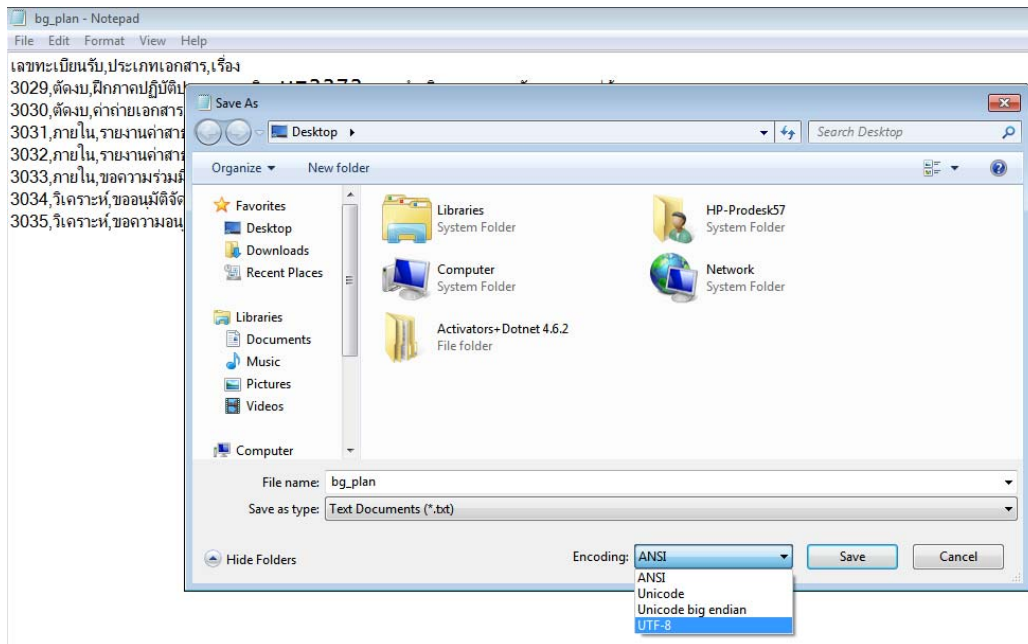 bg_plan - Notepad
File Edit Format View Help
เลขทะเบียนรับ,ประเภทเอกสาร,เรื่อง
3029,ตัดงบ,ฝึกภาคปฏิบัติ
3030,ตัดงบ,ค่าถ่ายเอกสาร
3031,ภายใน,รายงานค่าสา
3032,ภายใน,รายงานค่าสา
3033,ภายใน,ขอความร่วมมื
3034,วิเคราะห์,ขออนุมัติจัด
3035,วิเคราะห์,ขอความอนุ
Save As
Desktop
Search Desktop
Organize New folder
Favorites
Desktop
Downloads
Recent Places
Libraries
Documents
Music
Pictures
Videos
Computer
Libraries
System Folder
HP-Prodesk57
System Folder
Computer
System Folder
Network
System Folder
Activators+Dotnet 4.6.2
File folder
File name: bg_plan
Save as type: Text Documents (*.txt)
Hide Folders
Encoding: ANSI
Save
Cancel
ANSI
Unicode
Unicode big endian
UTF-8